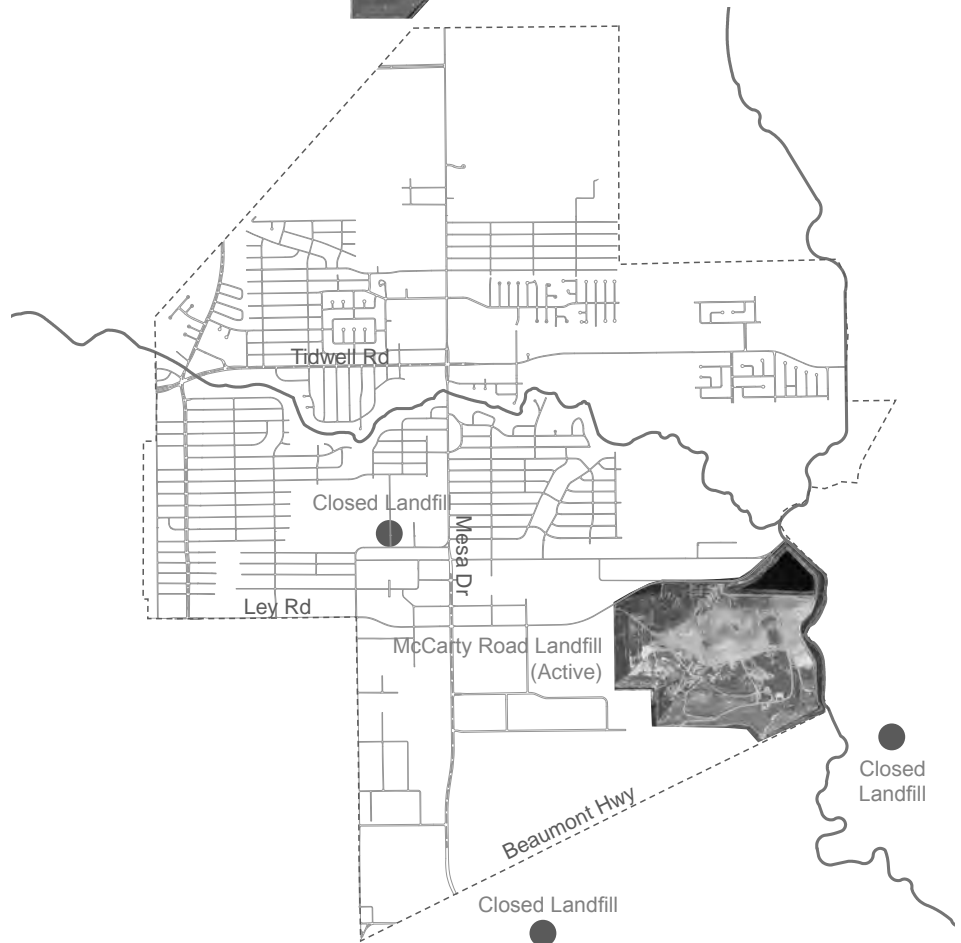 Tidwell Rd
Closed Landfill
Mesa Dr
Ley Rd
McCarty Road Landfill
(Active)
Closed
Landfill
Beaumont Hwy
Closed Landfill